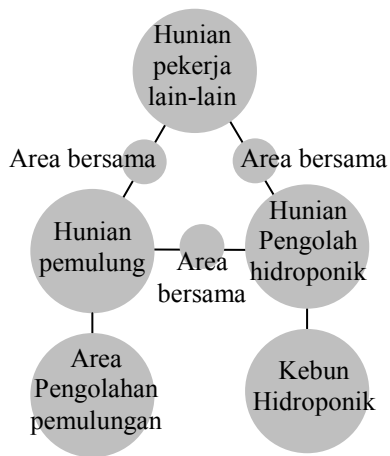 Hunian
pekerja
lain-lain
Area bersama
Area bersama
Hunian
pemulung
Area
bersama
Hunian
Pengolah
hidroponik
Area
Pengolahan
pemulungan
Kebun
Hidroponik